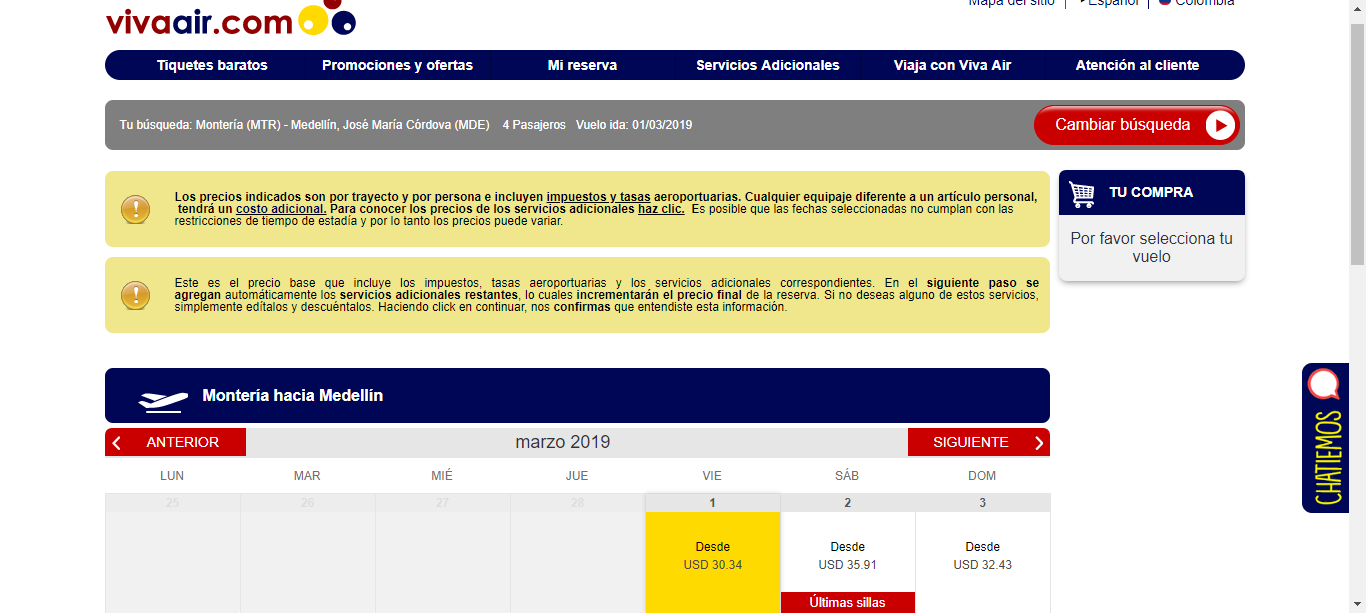 Mapa del sitio | Español | Colombia
vivaair.com
Tiquetes baratos Promociones y ofertas Mi reserva Servicios Adicionales Viaja con Viva Air Atención al cliente
Tu búsqueda: Montería (MTR) - Medellín, José María Córdova (MDE) 4 Pasajeros Vuelo ida: 01/03/2019
Cambiar búsqueda
Los precios indicados son por trayecto y por persona e incluyen impuestos y tasas aeroportuarias. Cualquier equipaje diferente a un artículo personal,
tendrá un costo adicional. Para conocer los precios de los servicios adicionales haz clic. Es posible que las fechas seleccionadas no cumplan con las
restricciones de tiempo de estadía y por lo tanto los precios puede variar.
TU COMPRA
Por favor selecciona tu
vuelo
Este es el precio base que incluye los impuestos, tasas aeroportuarias y los servicios adicionales correspondientes. En el siguiente paso se
agregan automáticamente los servicios adicionales restantes, lo cuales incrementarán el precio final de la reserva. Si no deseas alguno de estos servicios,
simplemente edítalos y descuéntalos. Haciendo click en continuar, nos confirmas que entendiste esta información.
CHATIEMOS
Montería hacia Medellín
ANTERIOR marzo 2019 SIGUIENTE
LUN MAR MIÉ JUE VIE SÁB DOM
25 26 27 28 1 2 3
Desde Desde Desde
USD 30.34 USD 35.91 USD 32.43
Últimas sillas